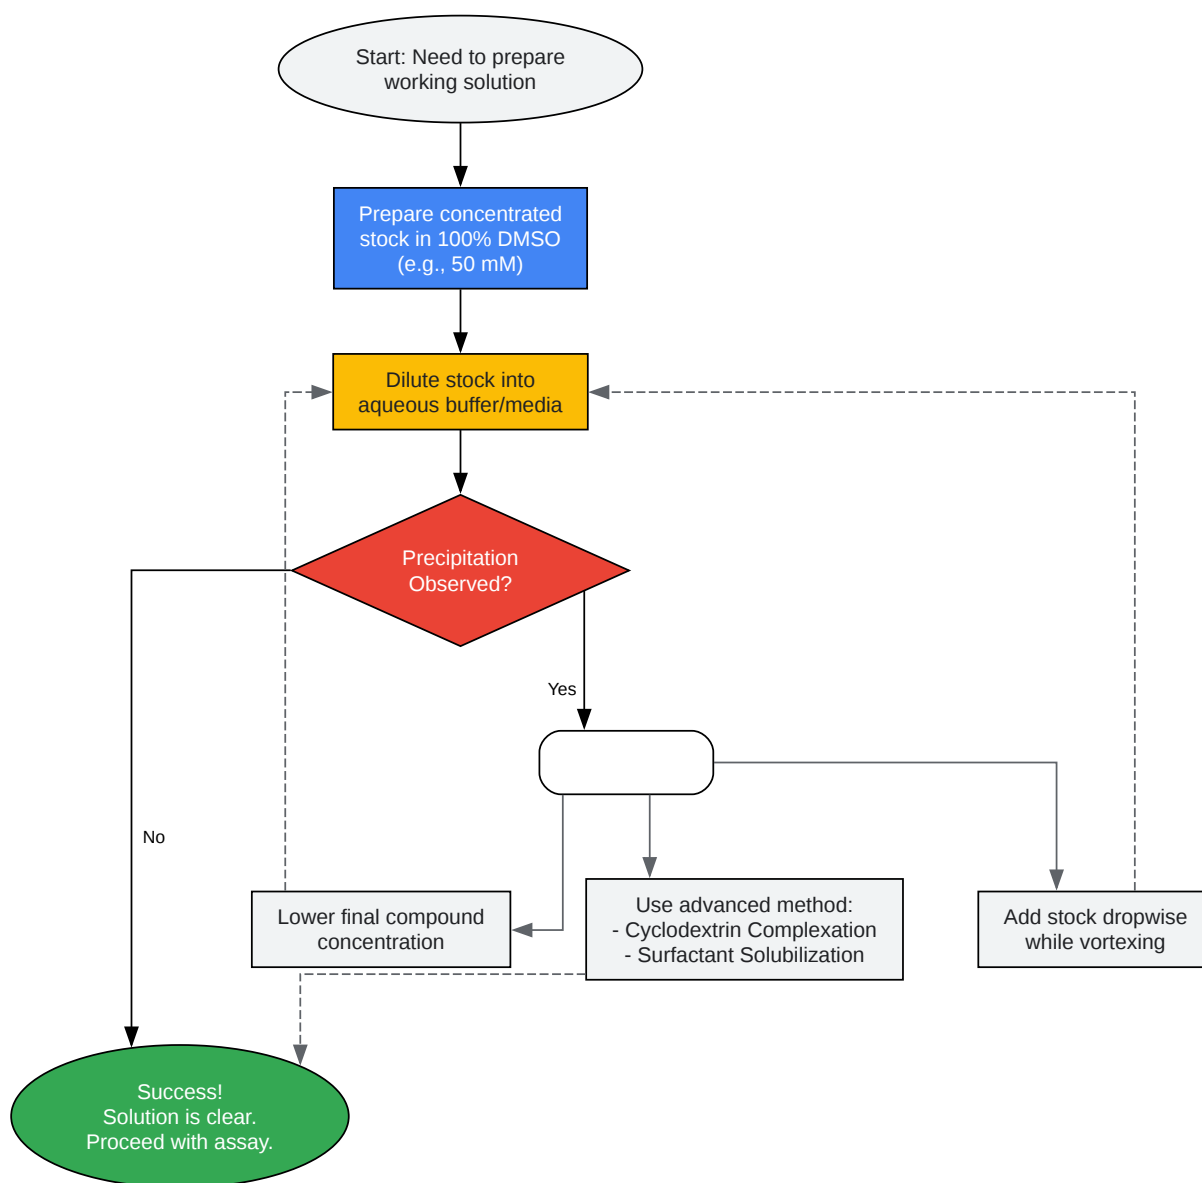 Start: Need to prepare
working solution
Prepare concentrated
stock in 100% DMSO
(e.g., 50 mM)
Dilute stock into
aqueous buffer/media
Precipitation
Observed?
Yes
No
Lower final compound
concentration
Use advanced method:
- Cyclodextrin Complexation
- Surfactant Solubilization
Add stock dropwise
while vortexing
Success!
Solution is clear.
Proceed with assay.